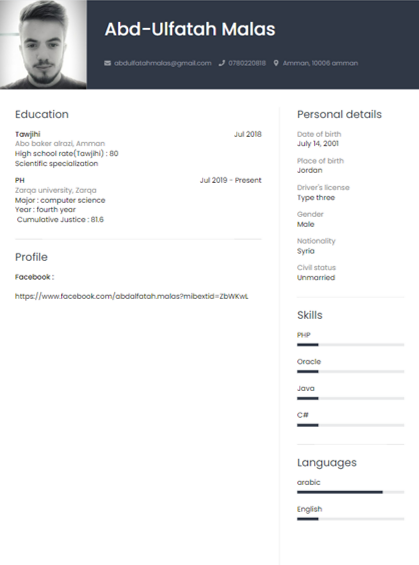 Abd-Ulfatah Malas
abdulfatahmalas@gmail.com 0780220818 Amman, 10006 amman
Education
Tawjihi Jul 2018
Abo baker alrazi, Amman
High school rate(Tawjihi) : 80
Scientific specialization
PH Jul 2019 - Present
Zarqa university, Zarqa
Major : computer science
Year : fourth year
Cumulative Justice : 81.6
Profile
Facebook :
https://www.facebook.com/abdalfatah.malas?mibextid=ZbWKwL
Personal details
Date of birth
July 14, 2001
Place of birth
Jordan
Driver's license
Type three
Gender
Male
Nationality
Syria
Civil status
Unmarried
Skills
PHP
Oracle
Java
C#
Languages
arabic
English